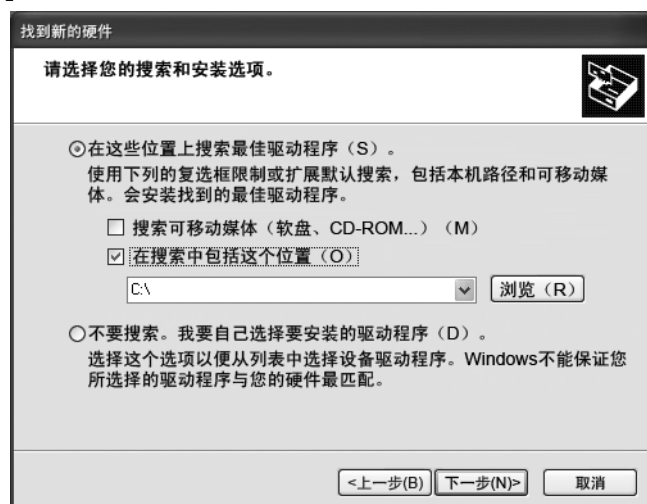 找到新的硬件
请选择您的搜索和安装选项。
在这些位置上搜索最佳驱动程序（S）。
使用下列的复选框限制或扩展默认搜索，包括本机路径和可移动媒
体。会安装找到的最佳驱动程序。
搜索可移动媒体（软盘、CD-ROM...）（M）
在搜索中包括这个位置（O）
C:\
浏览（R）
不要搜索。我要自己选择要安装的驱动程序（D）。
选择这个选项以便从列表中选择设备驱动程序。Windows不能保证您
所选择的驱动程序与您的硬件最匹配。
<上一步(B) 下一步(N)> 取消